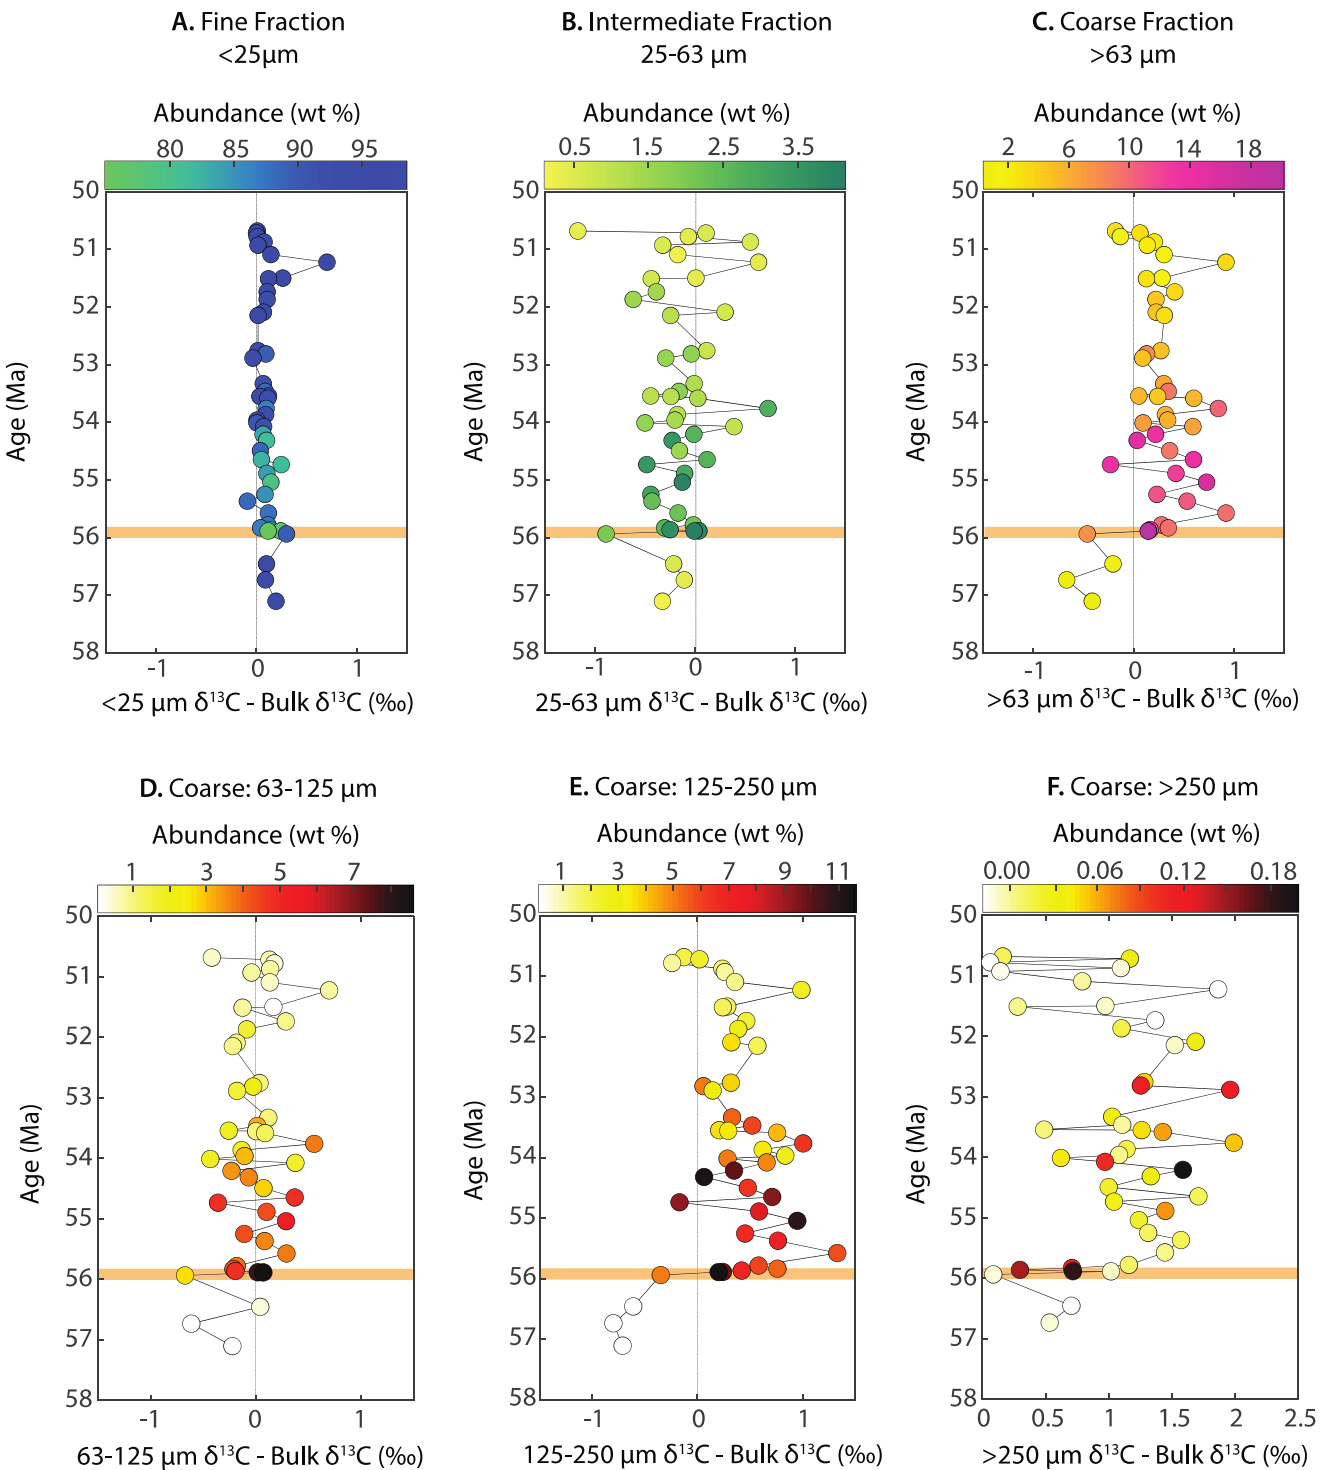 A. Fine Fraction
<25µm
Abundance (wt %)
80 85 90 95
50
51
52
53
54
55
56
57
58
Age (Ma)
-1 0 1
<25 µm δ¹³C - Bulk δ¹³C (‰)
B. Intermediate Fraction
25-63 µm
Abundance (wt %)
0.5 1.5 2.5 3.5
50
51
52
53
54
55
56
57
58
Age (Ma)
-1 0 1
25-63 µm δ¹³C - Bulk δ¹³C (‰)
C. Coarse Fraction
>63 µm
Abundance (wt %)
2 6 10 14 18
50
51
52
53
54
55
56
57
58
Age (Ma)
-1 0 1
>63 µm δ¹³C - Bulk δ¹³C (‰)
D. Coarse: 63-125 µm
Abundance (wt %)
1 3 5 7
50
51
52
53
54
55
56
57
58
Age (Ma)
-1 0 1
63-125 µm δ¹³C - Bulk δ¹³C (‰)
E. Coarse: 125-250 µm
Abundance (wt %)
1 3 5 7 9 11
50
51
52
53
54
55
56
57
58
Age (Ma)
-1 0 1
125-250 µm δ¹³C - Bulk δ¹³C (‰)
F. Coarse: >250 µm
Abundance (wt %)
0.00 0.06 0.12 0.18
50
51
52
53
54
55
56
57
58
Age (Ma)
0 0.5 1 1.5 2 2.5
>250 µm δ¹³C - Bulk δ¹³C (‰)